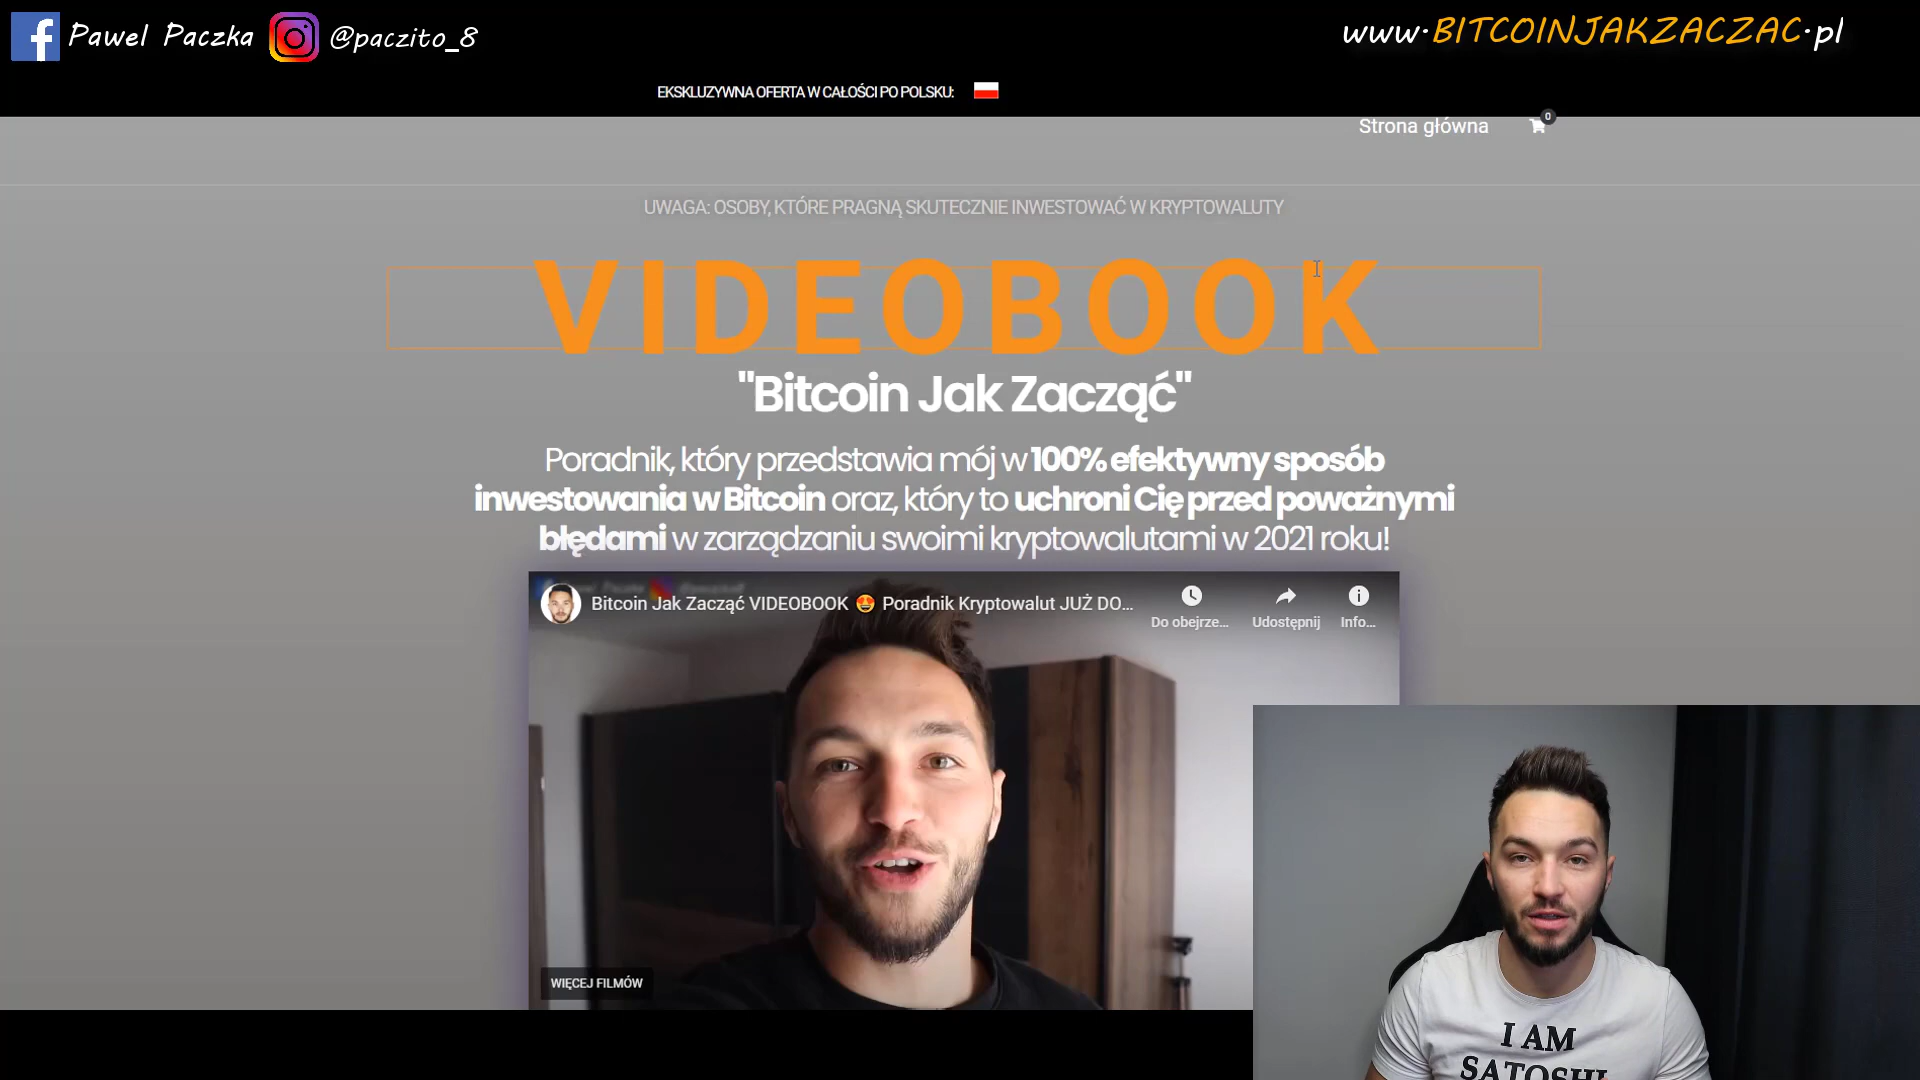 Pawel Paczka
@paczito_8
www.BITCOINJAKZACZAC.pl
EKSKLUZYWNA OFERTA W CAŁOŚCI PO POLSKU:
Strona główna
0
UWAGA: OSOBY, KTÓRE PRAGNĄ SKUTECZNIE INWESTOWAĆ W KRYPTOWALUTY
VIDEOBOOK
"Bitcoin Jak Zacząć"
Poradnik, który przedstawia mój w 100% efektywny sposób
inwestowania w Bitcoin oraz, który to uchroni Cię przed poważnymi
błędami w zarządzaniu swoimi kryptowalutami w 2021 roku!
Bitcoin Jak Zacząć VIDEOBOOK 😍 Poradnik Kryptowalut JUŻ DO...
Do obejrze...
Udostępnij
Info...
WIĘCEJ FILMÓW
I AM
SATOSHI